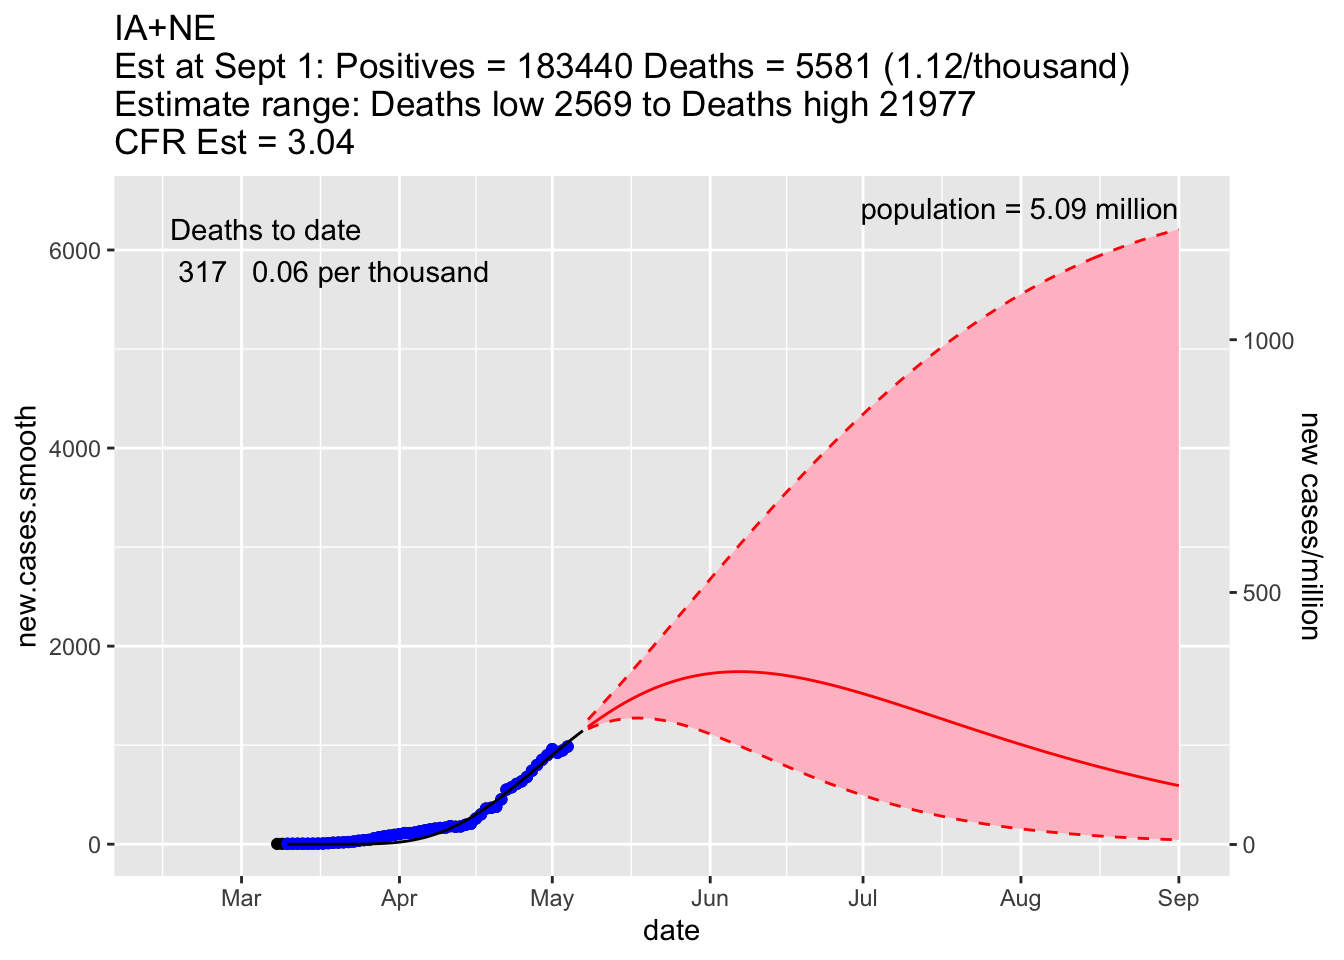 IA+NE
Est at Sept 1: Positives = 183440 Deaths = 5581 (1.12/thousand)
Estimate range: Deaths low 2569 to Deaths high 21977
CFR Est = 3.04
population = 5.09 million
Deaths to date
317 0.06 per thousand
new.cases.smooth
6000
4000
2000
0
new cases/million
1000
500
0
Mar Apr May Jun Jul Aug Sep
date